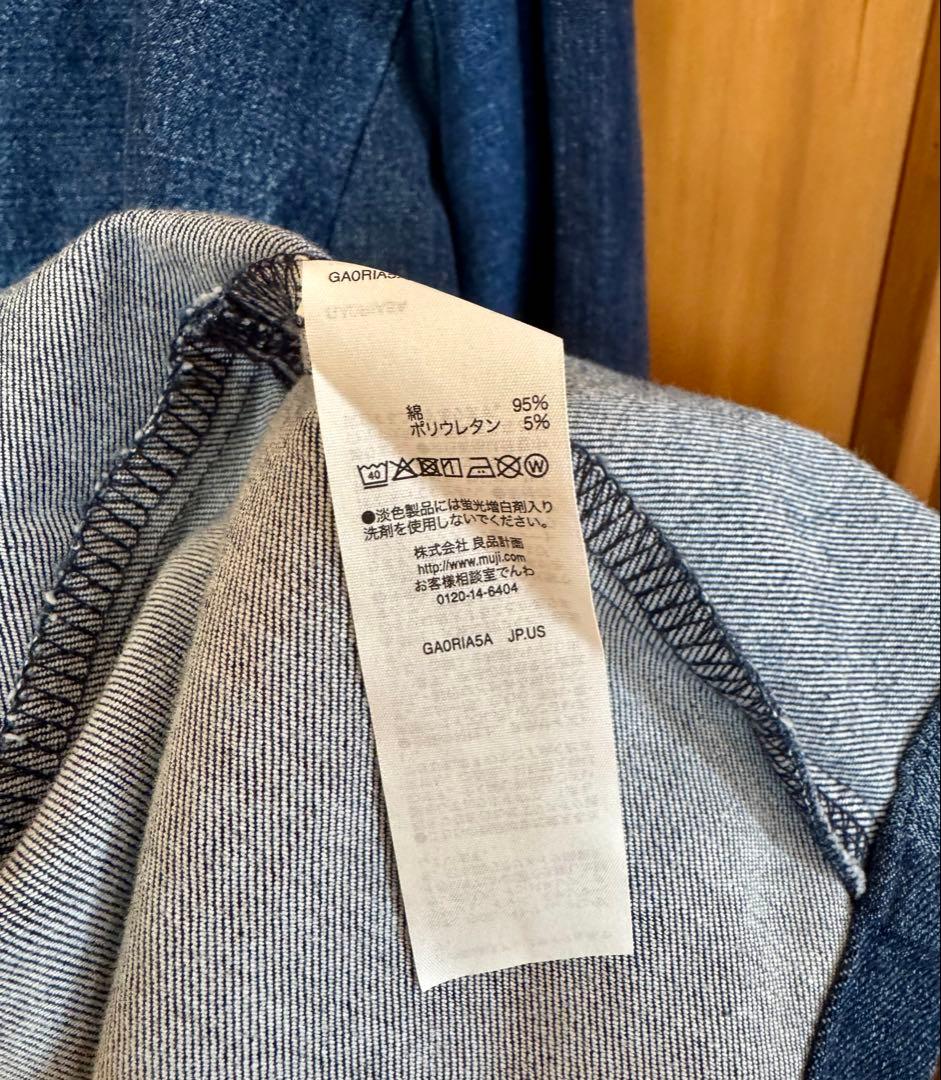 GA0RIA5
綿 95%
ポリウレタン 5%
40
W
●淡色製品には蛍光増白剤入り
洗剤を使用しないでください。
株式会社 良品計画
http://www.muji.com
お客様相談室でんわ
0120-14-6404
GA0RIA5A JP.US